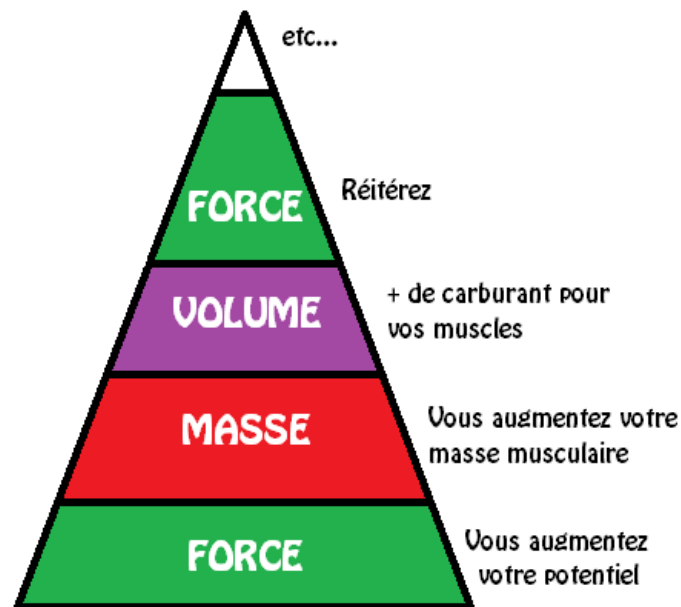 etc...
FORCE
Réitérez
VOLUME
+ de carburant pour
vos muscles
MASSE
Vous augmentez votre
masse musculaire
FORCE
Vous augmentez
votre potentiel